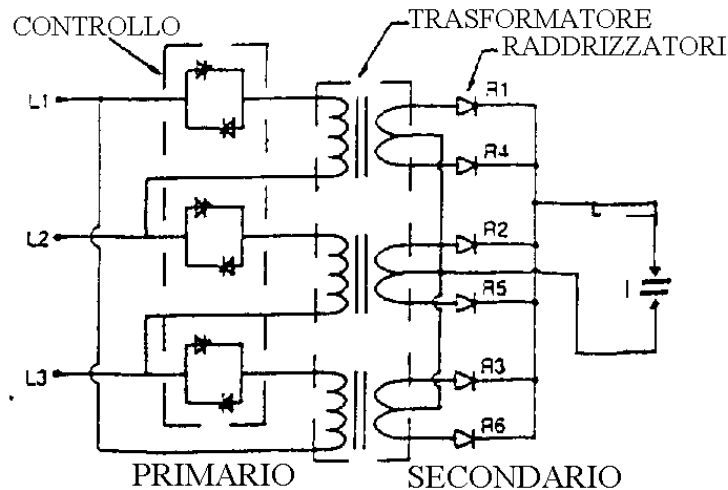 CONTROLLO
TRASFORMATORE
RADDRIZZATORI
R1
L1
R4
L2
R2
R5
L3
R3
R6
PRIMARIO
SECONDARIO